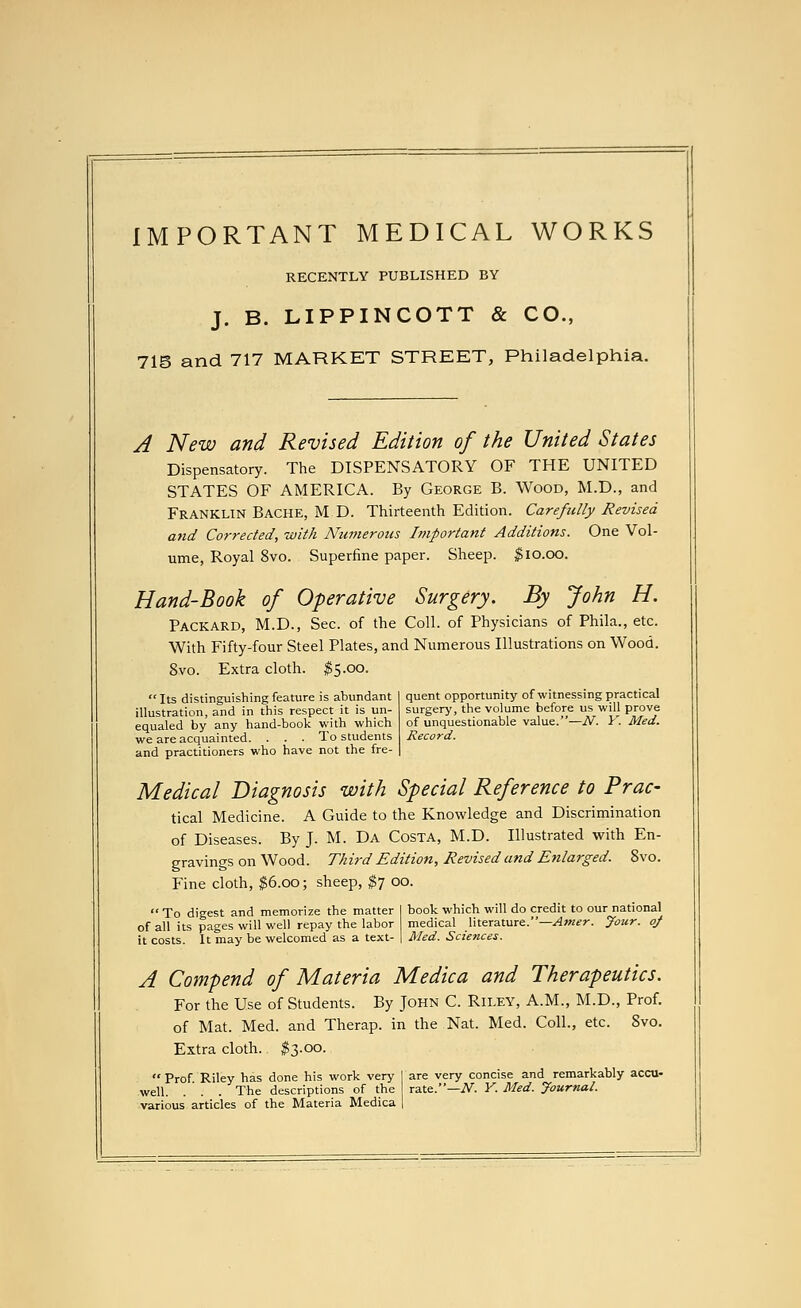 IMPORTANT MEDICAL WORKS
RECENTLY PUBLISHED BY
J. B. LIPPINCOTT & CO.,
715 and 717 MARKET STREET, Philadelphia.
A New and Revised Edition of the United States
Dispensatory. The DISPENSATORY OF THE UNITED
STATES OF AMERICA. By George B. Wood, M.D., and
Franklin Bache, M D. Thirteenth Edition. Carefully Revised
and Corrected, with Numerous Important Additions. One Vol-
ume, Royal 8vo. Superfine paper. Sheep. $10.00.
Hand-Book of Operative Surgery. By John H.
Packard, M.D., Sec. of the Coll. of Physicians of Phila., etc.
With Fifty-four Steel Plates, and Numerous Illustrations on Wood.
8vo. Extra cloth. $5.00.
"Its distinguishing feature is abundant
illustration, and in this respect it is un-
equaled by any hand-book with which
we are acquainted. . . . To students
and practitioners who have not the fre-
quent opportunity of witnessing practical
surgery, the volume before us will prove
of unquestionable value."—N. Y. Med.
Record.
Medical Diagnosis with Special Reference to Prac-
tical Medicine. A Guide to the Knowledge and Discrimination
of Diseases. By J. M. Da Costa, M.D. Illustrated with En-
gravings on Wood. Third Edition, Revised and Enlarged. 8vo.
Fine cloth, $6.00; sheep, $7 00.
"To digest and memorize the matter
of all its pages will well repay the labor
it costs. It may be welcomed as a text-
book which will do credit to our national
medical literature."—Amer. Jour. of
Med. Sciences.
A Compend of Materia Medica and Therapeutics.
For the Use of Students. By John C. Riley, A.M., M.D., Prof.
of Mat. Med. and Therap. in the Nat. Med. Coll., etc. 8vo.
Extra cloth. $3.00.
"Prof. Riley has done his work very
well. . . . The descriptions of the
various articles of the Materia Medica
are very concise and remarkably accu-
rate."—N. Y. Med. Journal.